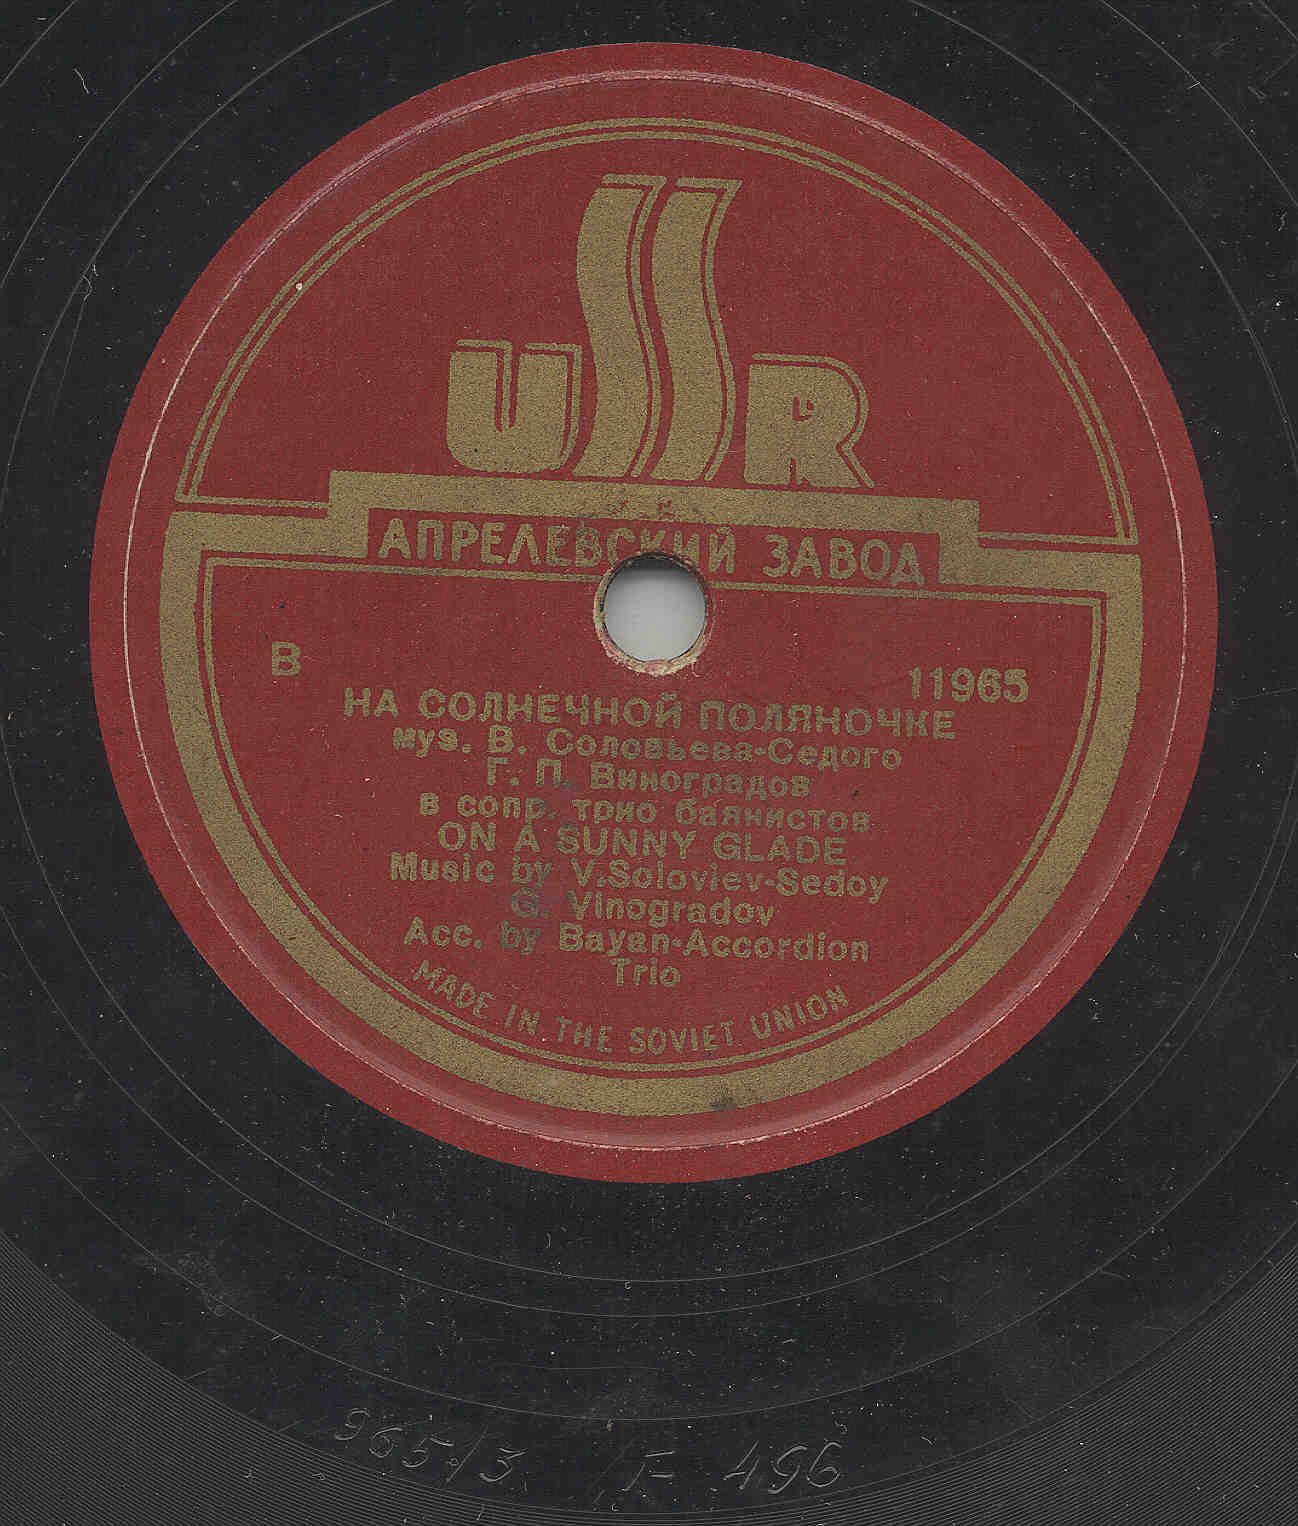 USSR
АПРЕЛЕВСКИЙ ЗАВОД
В 11965
НА СОЛНЕЧНОЙ ПОЛЯНОЧКЕ
муз. В. Соловьева-Седого
Г. П. Виноградов
в сопр. трио баянистов
ON A SUNNY GLADE
Music by V.Soloviev-Sedoy
G. Vinogradov
Acc. by Bayan-Accordion
Trio
MADE IN THE SOVIET UNION
965/3 Г- 496